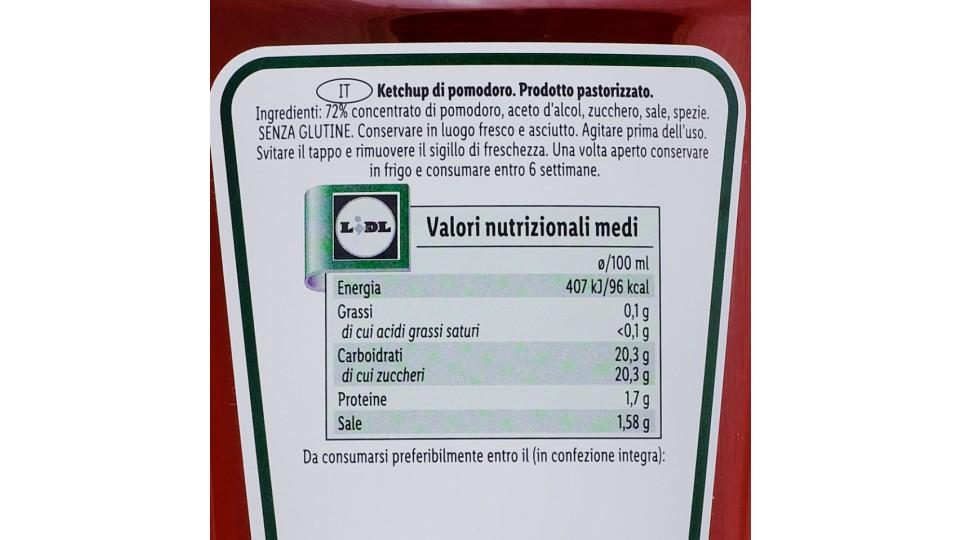 IT Ketchup di pomodoro. Prodotto pastorizzato.
Ingredienti: 72% concentrato di pomodoro, aceto d'alcol, zucchero, sale, spezie.
SENZA GLUTINE. Conservare in luogo fresco e asciutto. Agitare prima dell'uso.
Svitare il tappo e rimuovere il sigillo di freschezza. Una volta aperto conservare
in frigo e consumare entro 6 settimane.
LIDL
Valori nutrizionali medi
ø/100 ml
Energia 407 kJ/96 kcal
Grassi 0,1 g
di cui acidi grassi saturi <0,1 g
Carboidrati 20,3 g
di cui zuccheri 20,3 g
Proteine 1,7 g
Sale 1,58 g
Da consumarsi preferibilmente entro il (in confezione integra):